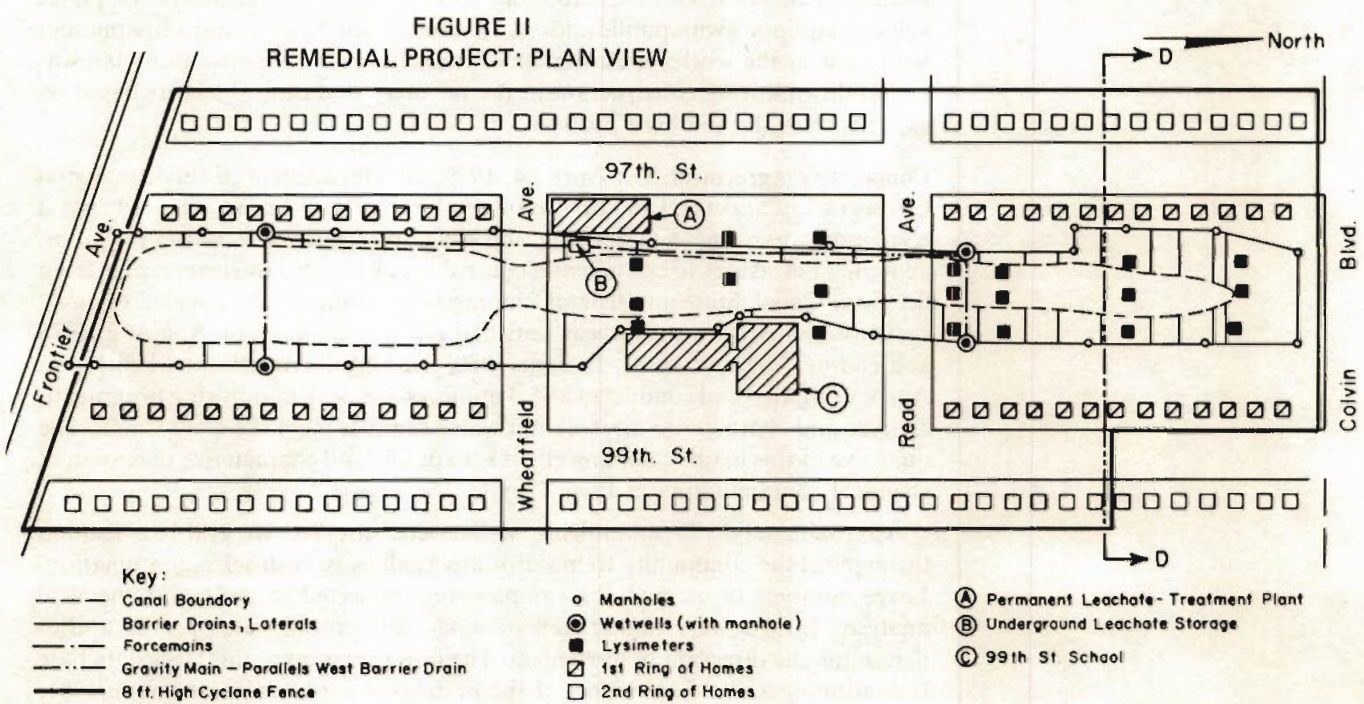 FIGURE II
REMEDIAL PROJECT: PLAN VIEW
D
North
97th. St.
Ave.
A
Ave.
Ave.
Blvd.
B
Frontier
C
Wheatfield
99th. St.
Read
Colvin
D
Key:
Canal Boundary
Barrier Drains, Laterals
Forcemains
Gravity Main - Parallels West Barrier Drain
8 ft. High Cyclone Fence
Manholes
Wetwells (with manhole)
Lysimeters
1st Ring of Homes
2nd Ring of Homes
A Permanent Leachate-Treatment Plant
B Underground Leachate Storage
C 99th St. School